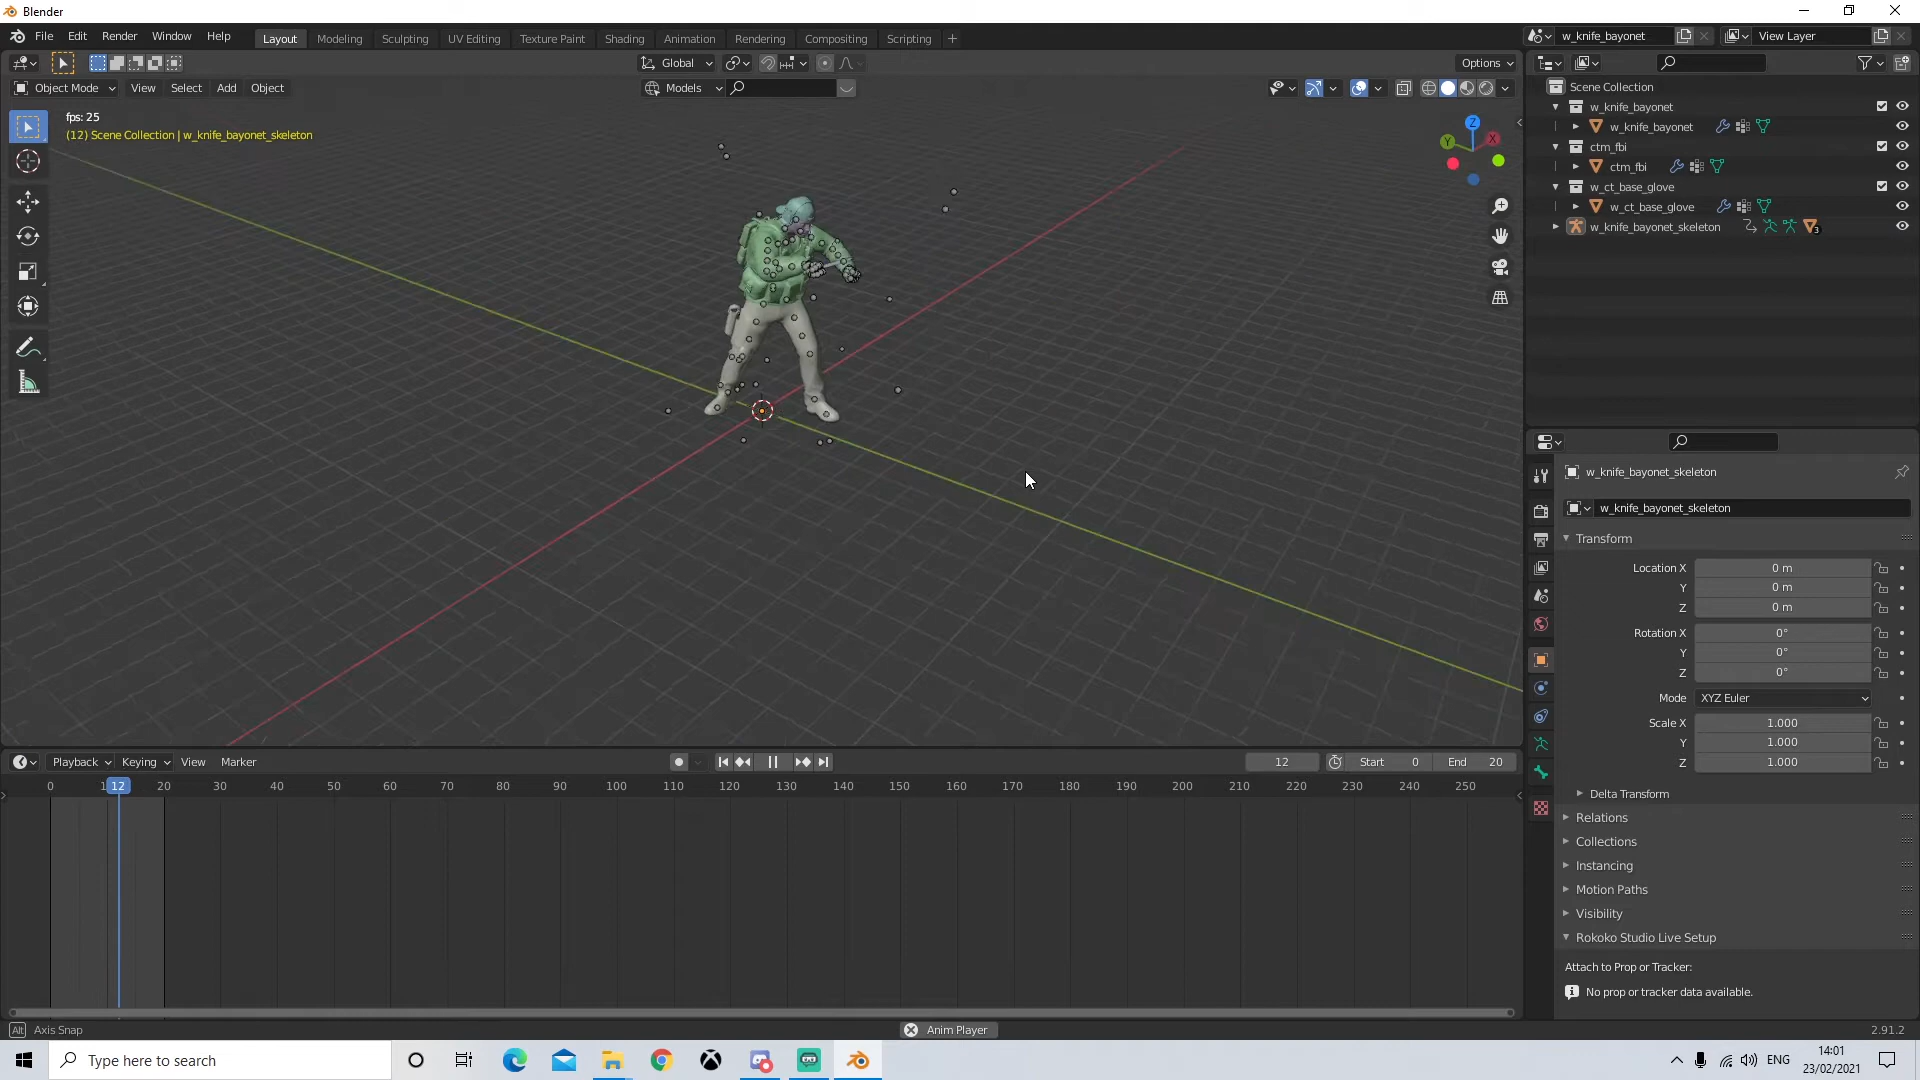 Blender
File Edit Render Window Help
Layout Modeling Sculpting UV Editing Texture Paint Shading Animation Rendering Compositing Scripting
w_knife_bayonet
View Layer
Global
Options
Object Mode View Select Add Object
Models
fps: 25
(12) Scene Collection | w_knife_bayonet_skeleton
Z
Y
X
Scene Collection
w_knife_bayonet
w_knife_bayonet
ctm_fbi
ctm_fbi
w_ct_base_glove
w_ct_base_glove
w_knife_bayonet_skeleton
3
w_knife_bayonet_skeleton
w_knife_bayonet_skeleton
Transform
Location X 0 m
Y 0 m
Z 0 m
Rotation X 0°
Y 0°
Z 0°
Mode XYZ Euler
Scale X 1.000
Y 1.000
Z 1.000
Delta Transform
Relations
Collections
Instancing
Motion Paths
Visibility
Rokoko Studio Live Setup
Attach to Prop or Tracker:
No prop or tracker data available.
Playback Keying View Marker
12 Start 0 End 20
0 12 20 30 40 50 60 70 80 90 100 110 120 130 140 150 160 170 180 190 200 210 220 230 240 250
Alt Axis Snap
Anim Player
2.91.2
Type here to search
ENG
14:01
23/02/2021